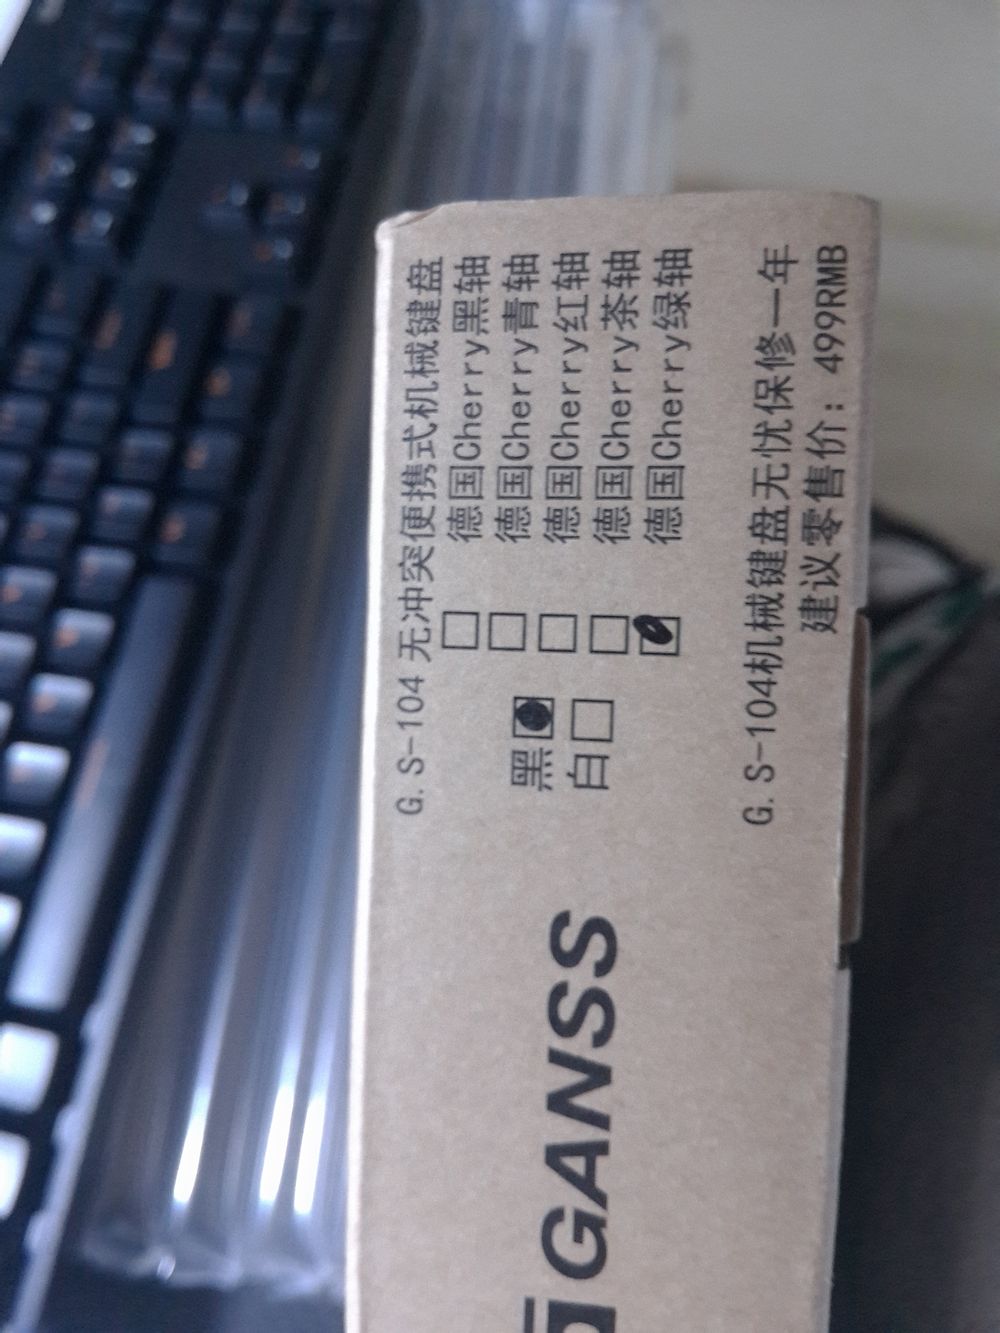 G.S-104 无冲突便携式机械键盘
德国Cherry黑轴
黑 德国Cherry青轴
白 德国Cherry红轴
德国Cherry茶轴
德国Cherry绿轴
G.S-104机械键盘无忧保修一年
建议零售价: 499RMB
GANSS